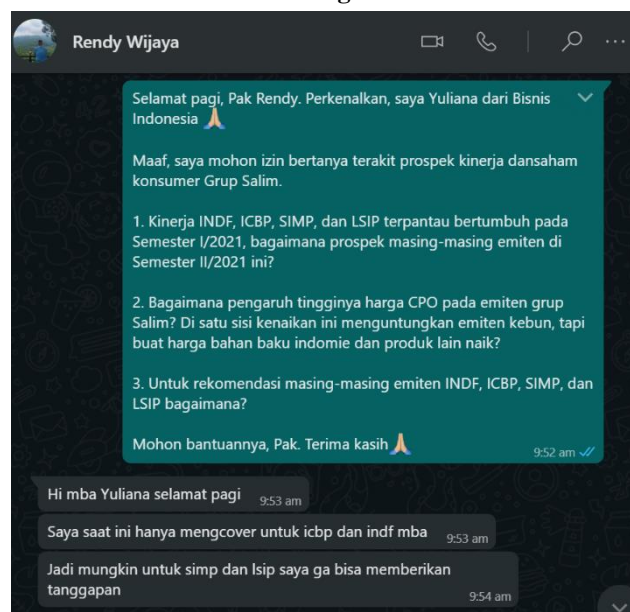 Rendy Wijaya
Selamat pagi, Pak Rendy. Perkenalkan, saya Yuliana dari Bisnis
Indonesia 🙏
Maaf, saya mohon izin bertanya terakit prospek kinerja dansaham
konsumer Grup Salim.
1. Kinerja INDF, ICBP, SIMP, dan LSIP terpantau bertumbuh pada
Semester I/2021, bagaimana prospek masing-masing emiten di
Semester II/2021 ini?
2. Bagaimana pengaruh tingginya harga CPO pada emiten grup
Salim? Di satu sisi kenaikan ini menguntungkan emiten kebun, tapi
buat harga bahan baku indomie dan produk lain naik?
3. Untuk rekomendasi masing-masing emiten INDF, ICBP, SIMP, dan
LSIP bagaimana?
Mohon bantuannya, Pak. Terima kasih 🙏
9:52 am
Hi mba Yuliana selamat pagi 9:53 am
Saya saat ini hanya mengcover untuk icbp dan indf mba 9:53 am
Jadi mungkin untuk simp dan lsip saya ga bisa memberikan
tanggapan 9:54 am